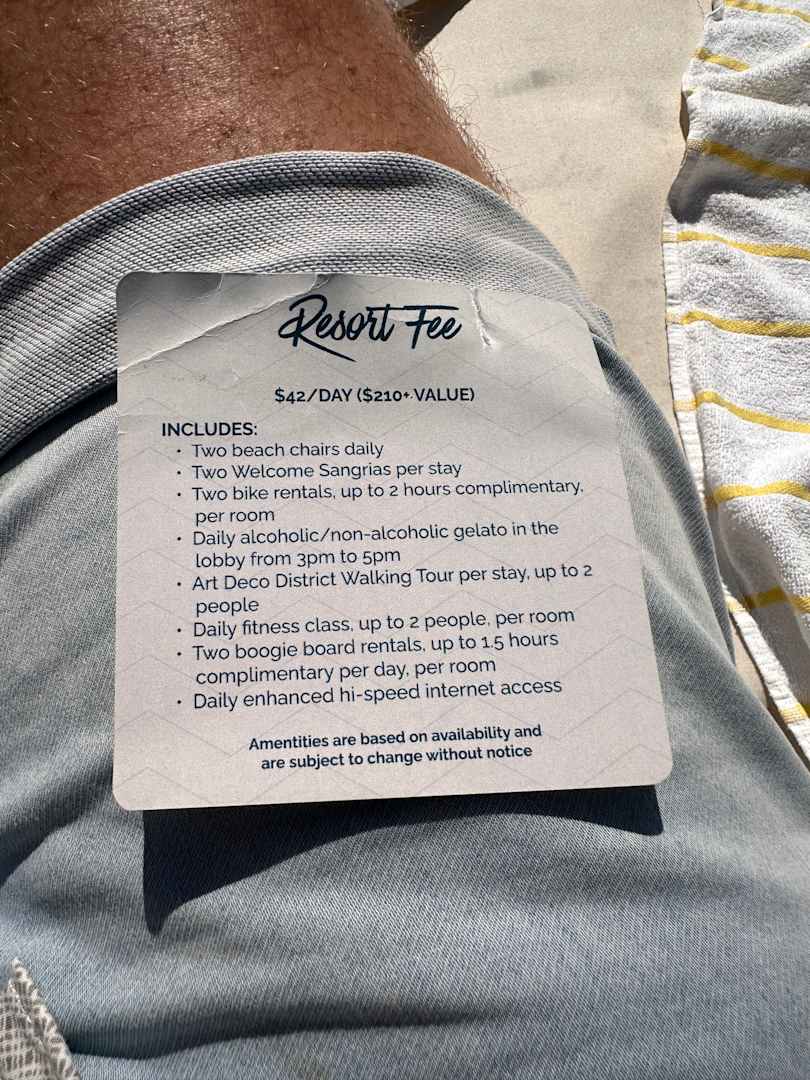 Resort Fee
$42/DAY ($210+ VALUE)
INCLUDES:
• Two beach chairs daily
• Two Welcome Sangrias per stay
• Two bike rentals, up to 2 hours complimentary,
per room
• Daily alcoholic/non-alcoholic gelato in the
lobby from 3pm to 5pm
• Art Deco District Walking Tour per stay, up to 2
people
• Daily fitness class, up to 2 people, per room
• Two boogie board rentals, up to 1.5 hours
complimentary per day, per room
• Daily enhanced hi-speed internet access
Amentities are based on availability and
are subject to change without notice